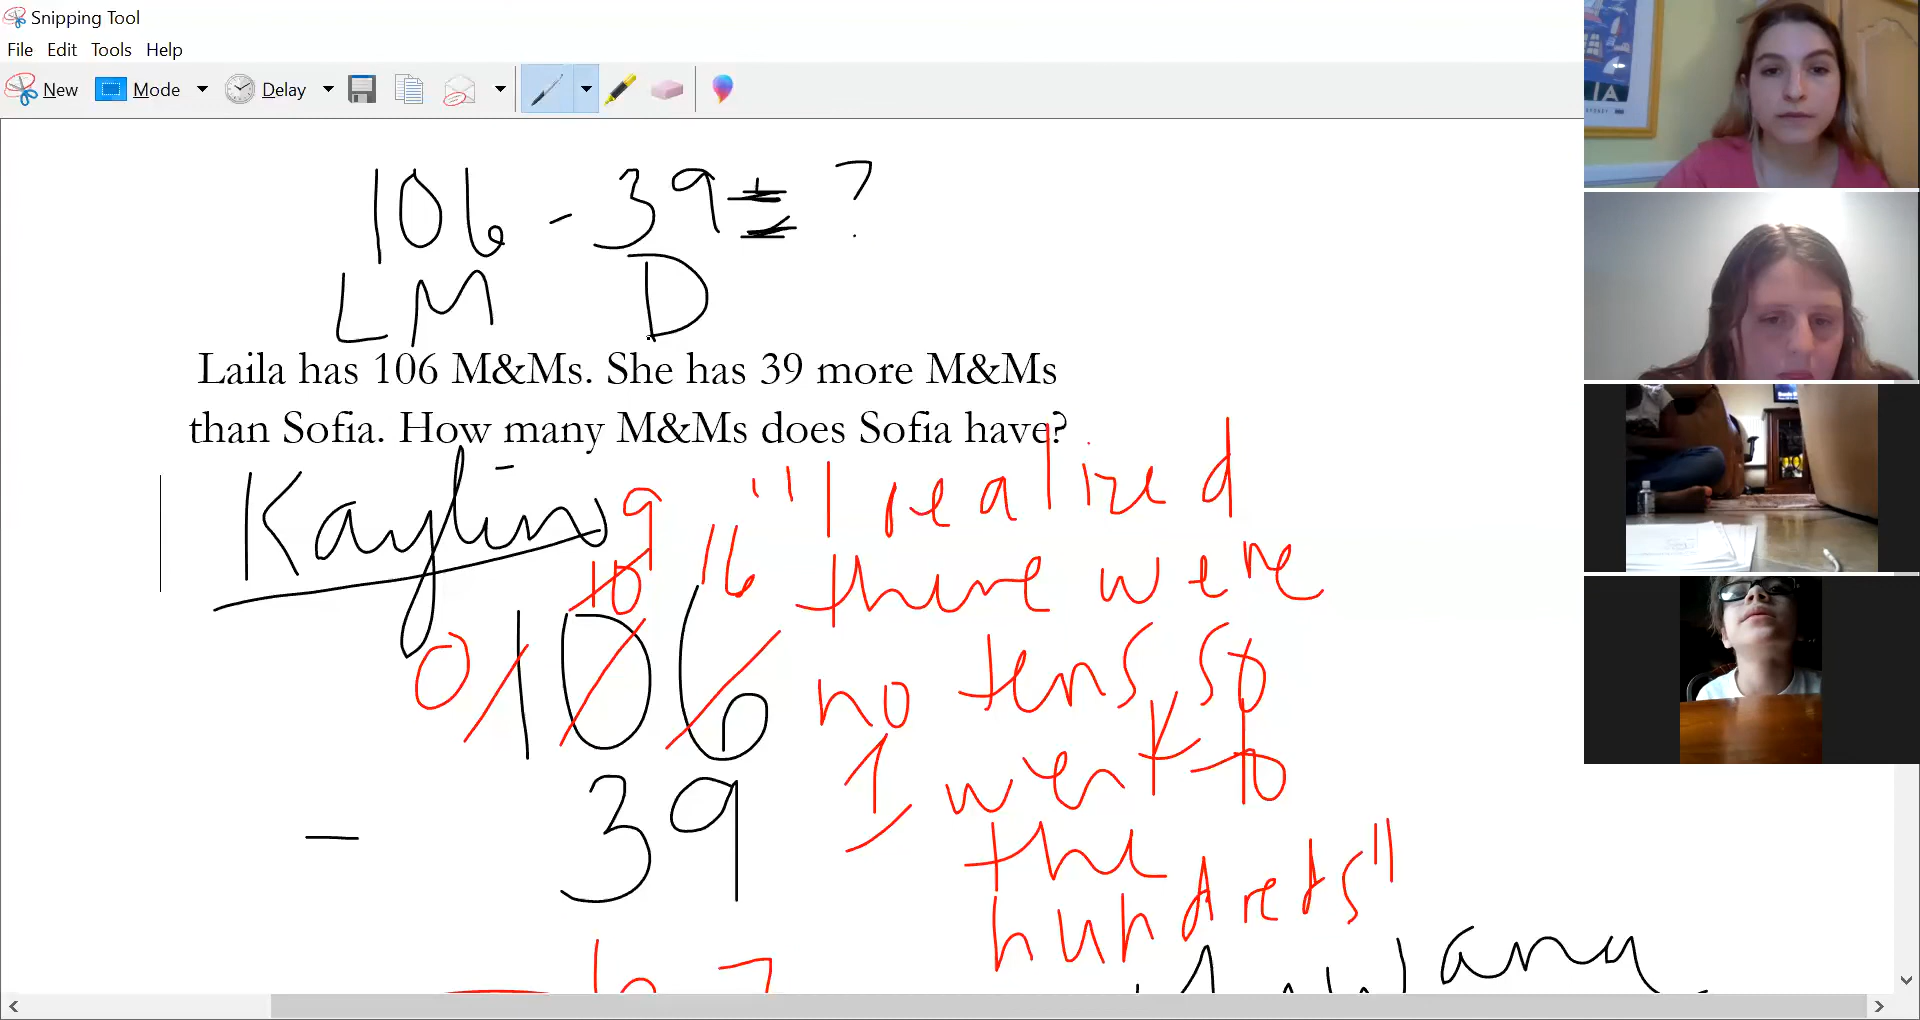 Snipping Tool
File Edit Tools Help
New Mode Delay
106 - 39 = ?
LM D
Laila has 106 M&Ms. She has 39 more M&Ms
than Sofia. How many M&Ms does Sofia have?
Kaylin
9
10 16
0 106
- 39
67
"I realized
there were
no tens so
I went to
the
hundreds"